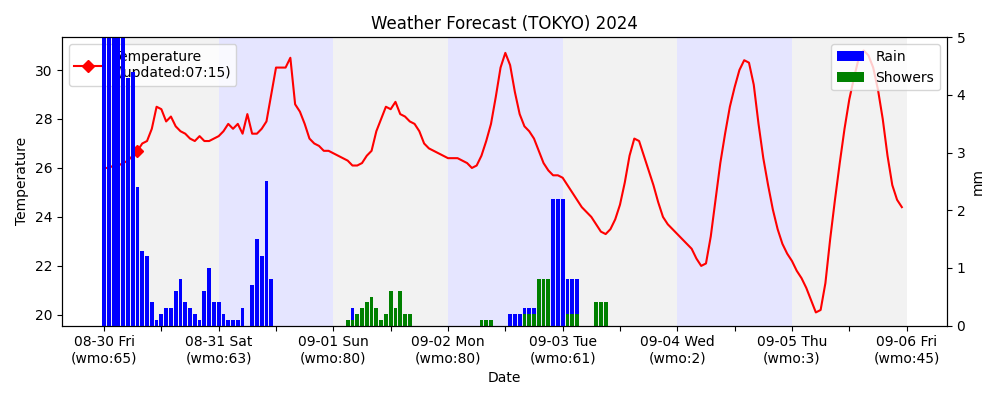 Weather Forecast (TOKYO) 2024
Temperature
(updated:07:15)
Rain
Showers
30
28
26
24
22
20
Temperature
5
4
3
2
1
0
mm
08-30 Fri
(wmo:65)
08-31 Sat
(wmo:63)
09-01 Sun
(wmo:80)
09-02 Mon
(wmo:80)
09-03 Tue
(wmo:61)
09-04 Wed
(wmo:2)
09-05 Thu
(wmo:3)
09-06 Fri
(wmo:45)
Date